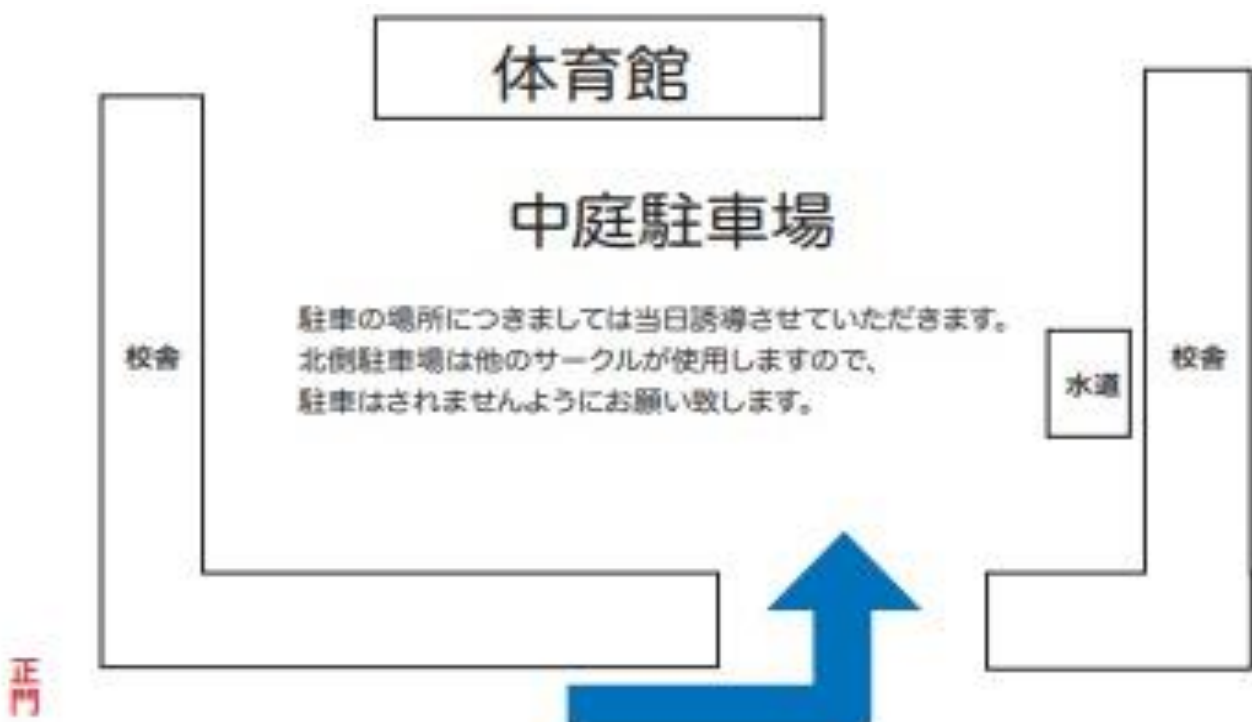 体育館
中庭駐車場
駐車の場所につきましては当日誘導させていただきます。
北側駐車場は他のサークルが使用しますので、
駐車はされませんようにお願い致します。
校舎
水道
校舎
正門